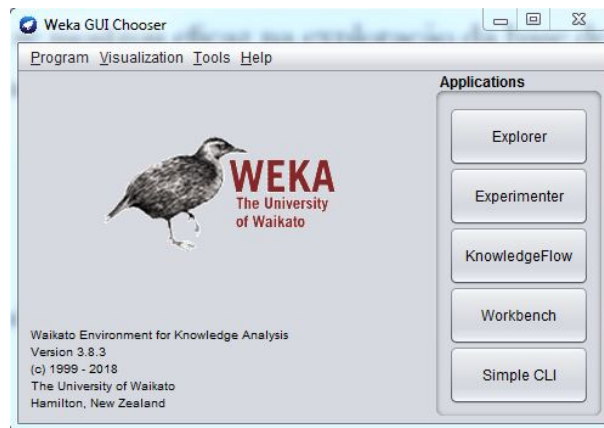 Weka GUI Chooser
Program Visualization Tools Help
Applications
Explorer
Experimenter
KnowledgeFlow
Workbench
Simple CLI
WEKA
The University
of Waikato
Waikato Environment for Knowledge Analysis
Version 3.8.3
(c) 1999 - 2018
The University of Waikato
Hamilton, New Zealand